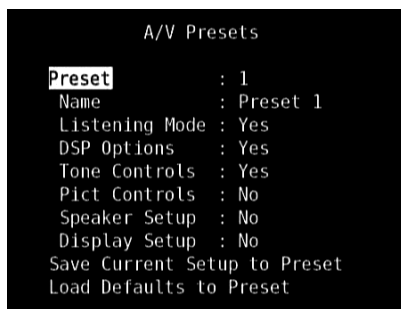 A/V Presets
Preset : 1
Name : Preset 1
Listening Mode : Yes
DSP Options : Yes
Tone Controls : Yes
Pict Controls : No
Speaker Setup : No
Display Setup : No
Save Current Setup to Preset
Load Defaults to Preset